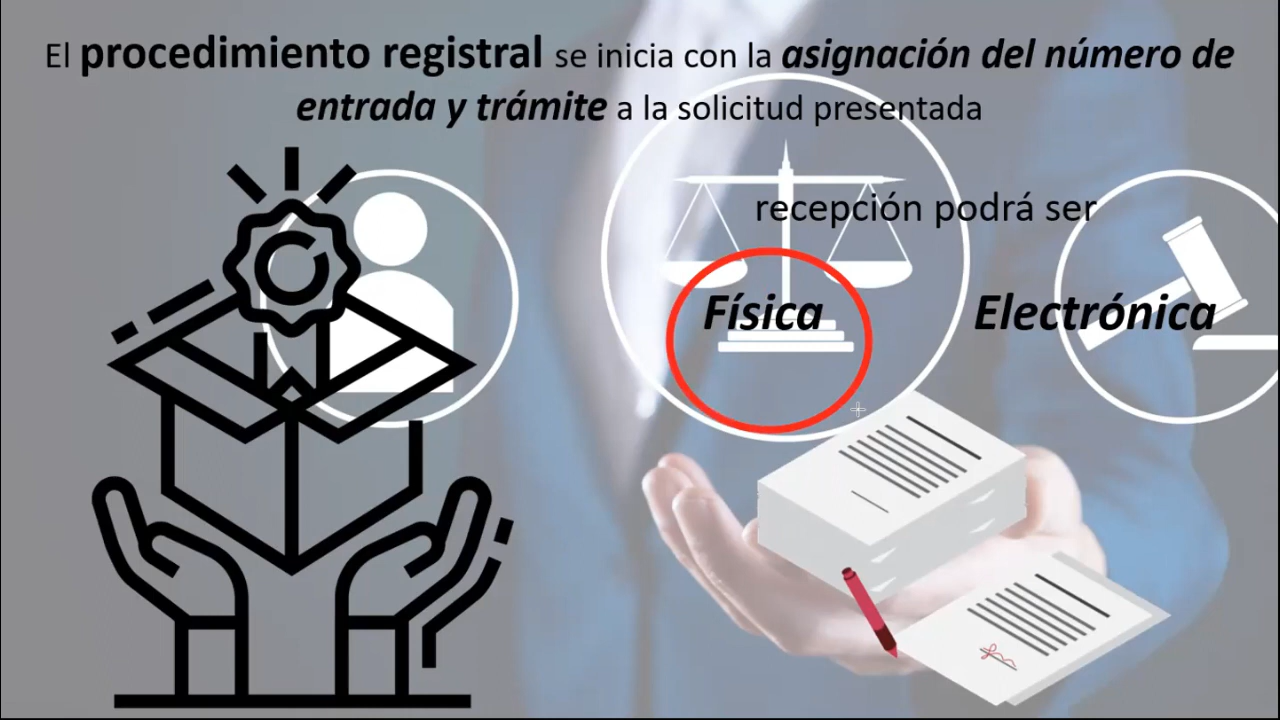 El procedimiento registral se inicia con la asignación del número de
entrada y trámite a la solicitud presentada
recepción podrá ser
Física Electrónica